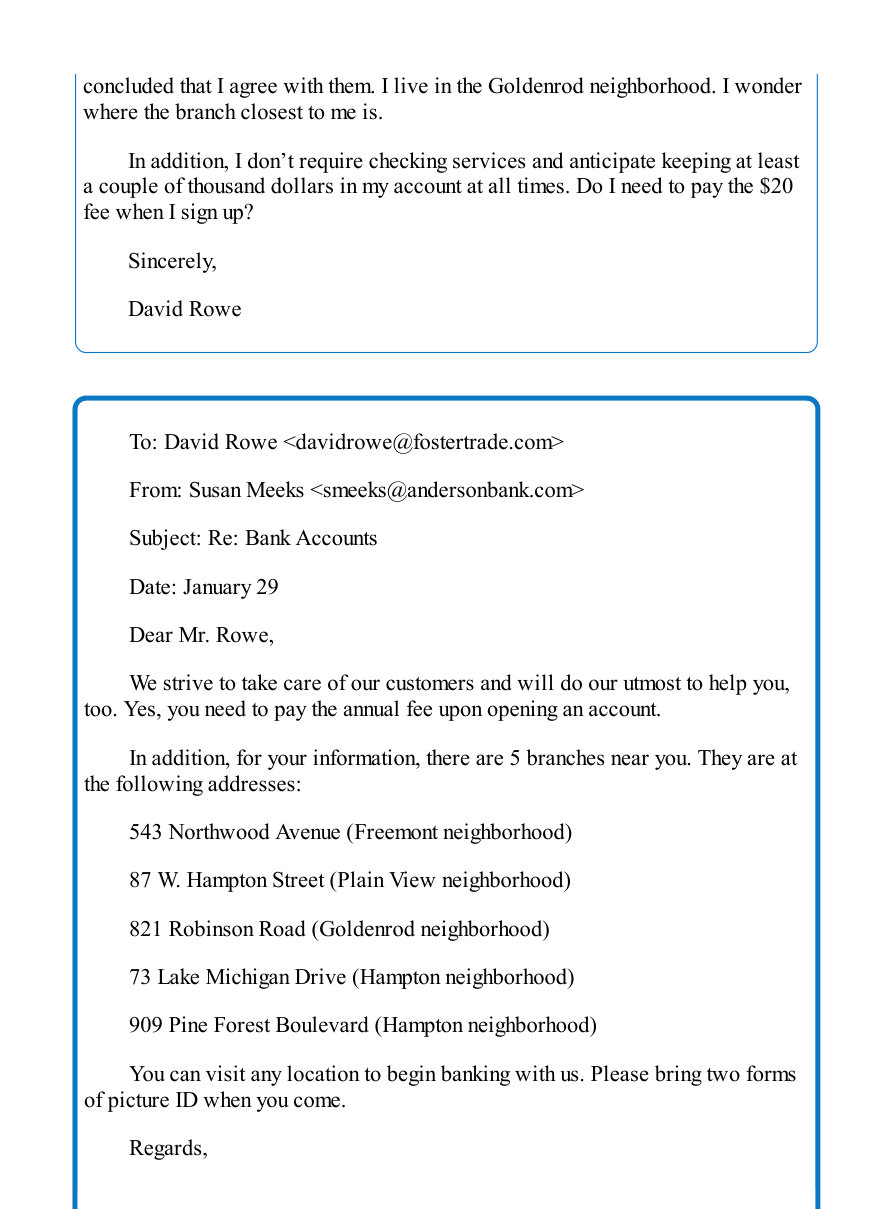 concluded that I agree with them. I live in the Goldenrod neighborhood. I wonder
where the branch closest to me is.
In addition, I don’t require checking services and anticipate keeping at least
a couple of thousand dollars in my account at all times. Do I need to pay the $20
fee when I sign up?
Sincerely,
David Rowe
To: David Rowe <davidrowe@fostertrade.com>
From: Susan Meeks <smeeks@andersonbank.com>
Subject: Re: Bank Accounts
Date: January 29
Dear Mr. Rowe,
We strive to take care of our customers and will do our utmost to help you,
too. Yes, you need to pay the annual fee upon opening an account.
In addition, for your information, there are 5 branches near you. They are at
the following addresses:
543 Northwood Avenue (Freemont neighborhood)
87 W. Hampton Street (Plain View neighborhood)
821 Robinson Road (Goldenrod neighborhood)
73 Lake Michigan Drive (Hampton neighborhood)
909 Pine Forest Boulevard (Hampton neighborhood)
You can visit any location to begin banking with us. Please bring two forms
of picture ID when you come.
Regards,